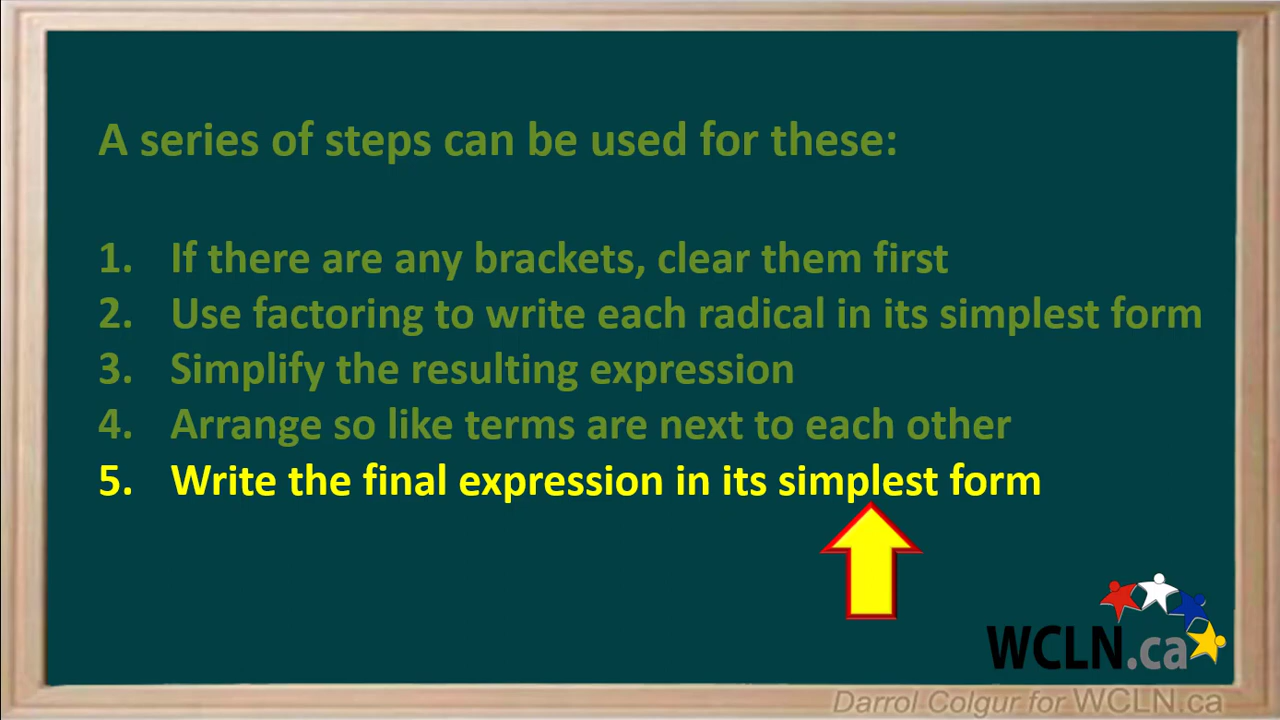 A series of steps can be used for these:
1. If there are any brackets, clear them first
2. Use factoring to write each radical in its simplest form
3. Simplify the resulting expression
4. Arrange so like terms are next to each other
5. Write the final expression in its simplest form
WCLN.ca
Darrol Colgur for WCLN.ca